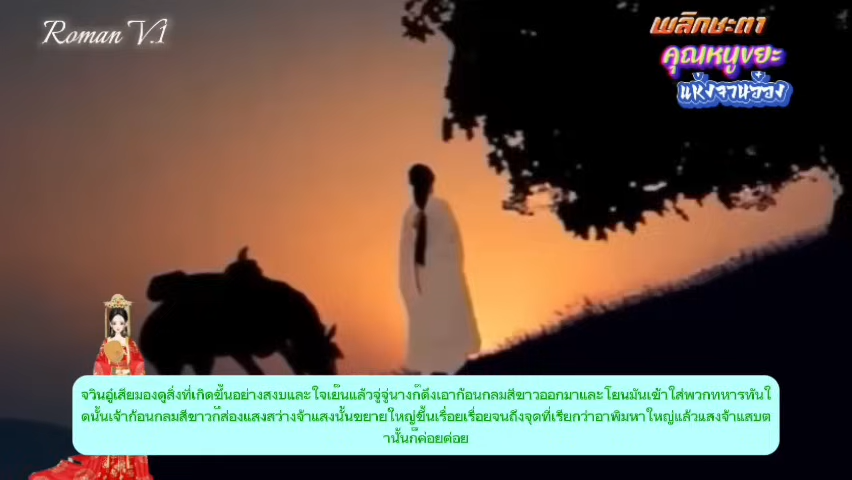 Roman V.1
พลิกชะตา
คุณหนูขยะ
แห่งจวนอ๋อง
จวินอู๋เสียมองดูสิ่งที่เกิดขึ้นอย่างสงบและใจเย็นแล้วจู่จู่นางก็ดึงเอาก้อนกลมสีขาวออกมาและโยนมันเข้าใส่พวกทหารทันใ
ดนั้นเจ้าก้อนกลมสีขาวก็ส่องแสงสว่างจ้าแสงนั้นขยายใหญ่ขึ้นเรื่อยเรื่อยจนถึงจุดที่เรียกว่าอาพิมหาใหญ่แล้วแสงจ้าแสบต
านั้นก็ค่อยค่อย